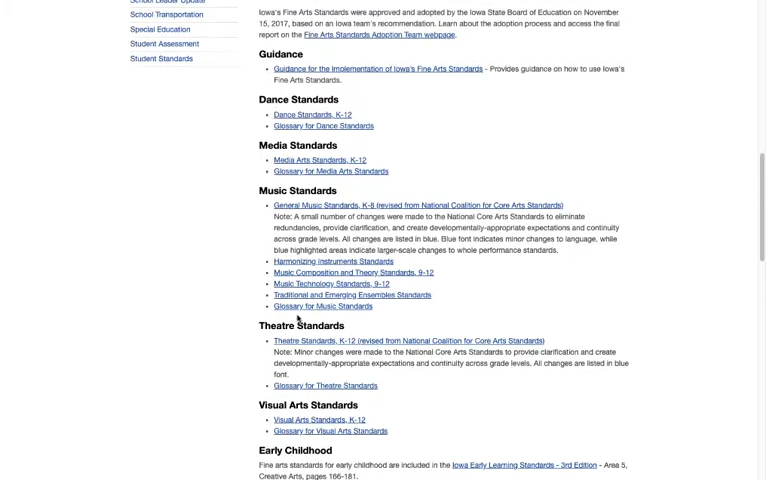 School Leader Update
School Transportation
Special Education
Student Assessment
Student Standards
Iowa's Fine Arts Standards were approved and adopted by the Iowa State Board of Education on November
15, 2017, based on an Iowa team's recommendation. Learn about the adoption process and access the final
report on the Fine Arts Standards Adoption Team webpage.
Guidance
Guidance for the Implementation of Iowa's Fine Arts Standards - Provides guidance on how to use Iowa's
Fine Arts Standards.
Dance Standards
Dance Standards, K-12
Glossary for Dance Standards
Media Standards
Media Arts Standards, K-12
Glossary for Media Arts Standards
Music Standards
General Music Standards, K-8 (revised from National Coalition for Core Arts Standards)
Note: A small number of changes were made to the National Core Arts Standards to eliminate
redundancies, provide clarification, and create developmentally-appropriate expectations and continuity
across grade levels. All changes are listed in blue. Blue font indicates minor changes to language, while
blue highlighted areas indicate larger-scale changes to whole performance standards.
Harmonizing Instruments Standards
Music Composition and Theory Standards, 9-12
Music Technology Standards, 9-12
Traditional and Emerging Ensembles Standards
Glossary for Music Standards
Theatre Standards
Theatre Standards, K-12 (revised from National Coalition for Core Arts Standards)
Note: Minor changes were made to the National Core Arts Standards to provide clarification and create
developmentally-appropriate expectations and continuity across grade levels. All changes are listed in blue
font.
Glossary for Theatre Standards
Visual Arts Standards
Visual Arts Standards, K-12
Glossary for Visual Arts Standards
Early Childhood
Fine arts standards for early childhood are included in the Iowa Early Learning Standards - 3rd Edition - Area 5,
Creative Arts, pages 166-181.